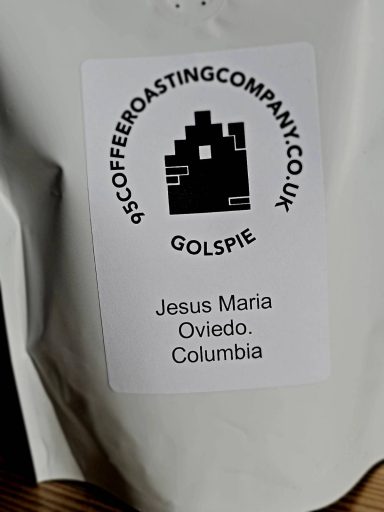 95COFFEEROASTINGCOMPANY.CO.UK
GOLSPIE
Jesus Maria
Oviedo.
Columbia